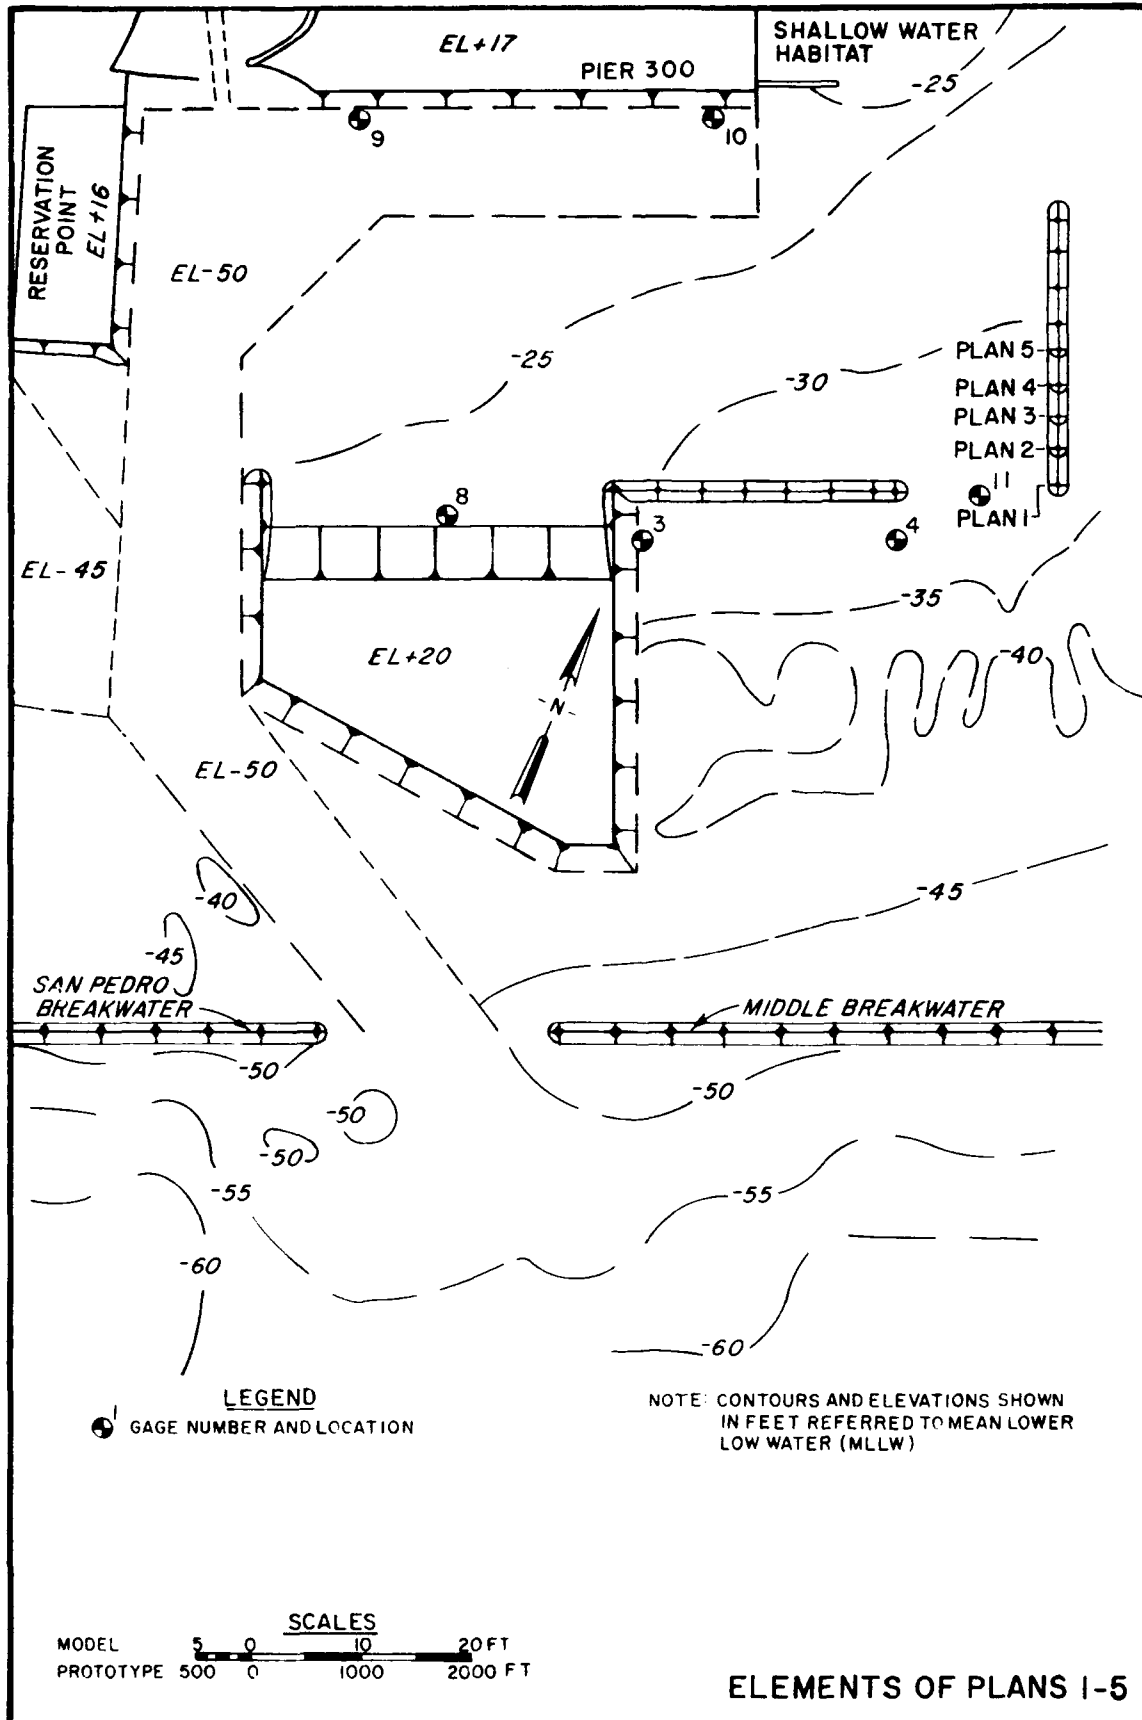 EL+17
SHALLOW WATER
HABITAT
PIER 300
-25
9
10
RESERVATION
POINT
EL+16
EL-50
-25
-30
PLAN 5
PLAN 4
PLAN 3
PLAN 2
PLAN 1
11
8
3
4
EL-45
-35
EL+20
-40
-N-
EL-50
-40
-45
-45
SAN PEDRO
BREAKWATER
MIDDLE BREAKWATER
-50
-50
-50
-50
-55
-55
-60
-60
LEGEND
1
GAGE NUMBER AND LOCATION
NOTE: CONTOURS AND ELEVATIONS SHOWN
IN FEET REFERRED TO MEAN LOWER
LOW WATER (MLLW)
SCALES
MODEL 5 0 10 20 FT
PROTOTYPE 500 0 1000 2000 FT
ELEMENTS OF PLANS 1-5